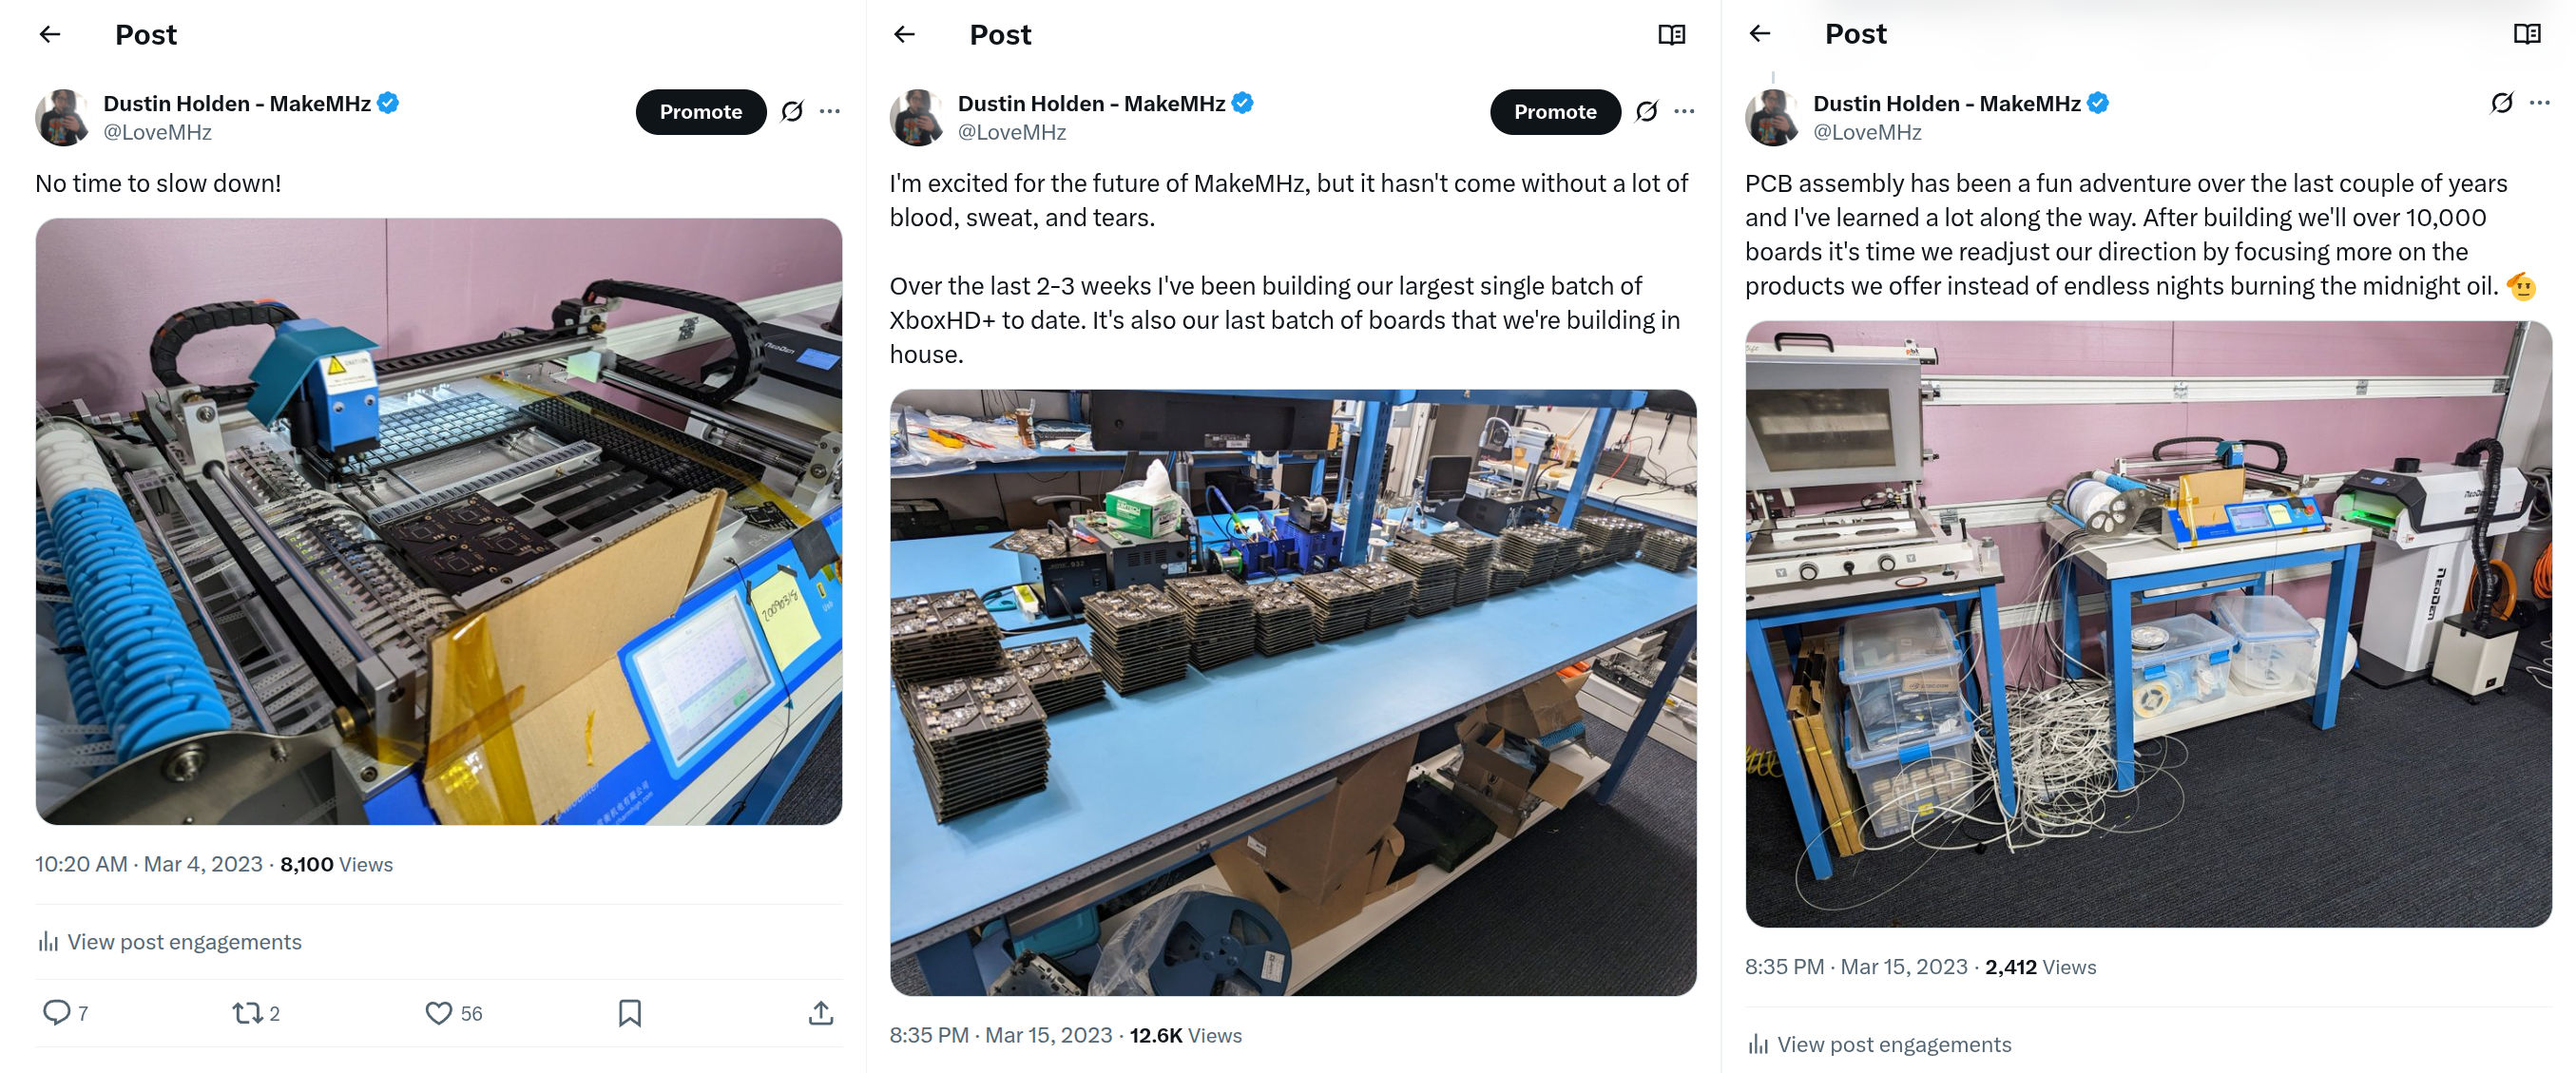 Post
Dustin Holden - MakeMHz
@LoveMHz
Promote
No time to slow down!
CAUTION
NeoDen
20090318
10:20 AM · Mar 4, 2023 · 8,100 Views
View post engagements
7
2
56
Post
Dustin Holden - MakeMHz
@LoveMHz
Promote
I'm excited for the future of MakeMHz, but it hasn't come without a lot of
blood, sweat, and tears.
Over the last 2-3 weeks I've been building our largest single batch of
XboxHD+ to date. It's also our last batch of boards that we're building in
house.
8:35 PM · Mar 15, 2023 · 12.6K Views
Post
Dustin Holden - MakeMHz
@LoveMHz
PCB assembly has been a fun adventure over the last couple of years
and I've learned a lot along the way. After building we'll over 10,000
boards it's time we readjust our direction by focusing more on the
products we offer instead of endless nights burning the midnight oil. 🫡
NeoDen
NeoDen
8:35 PM · Mar 15, 2023 · 2,412 Views
View post engagements